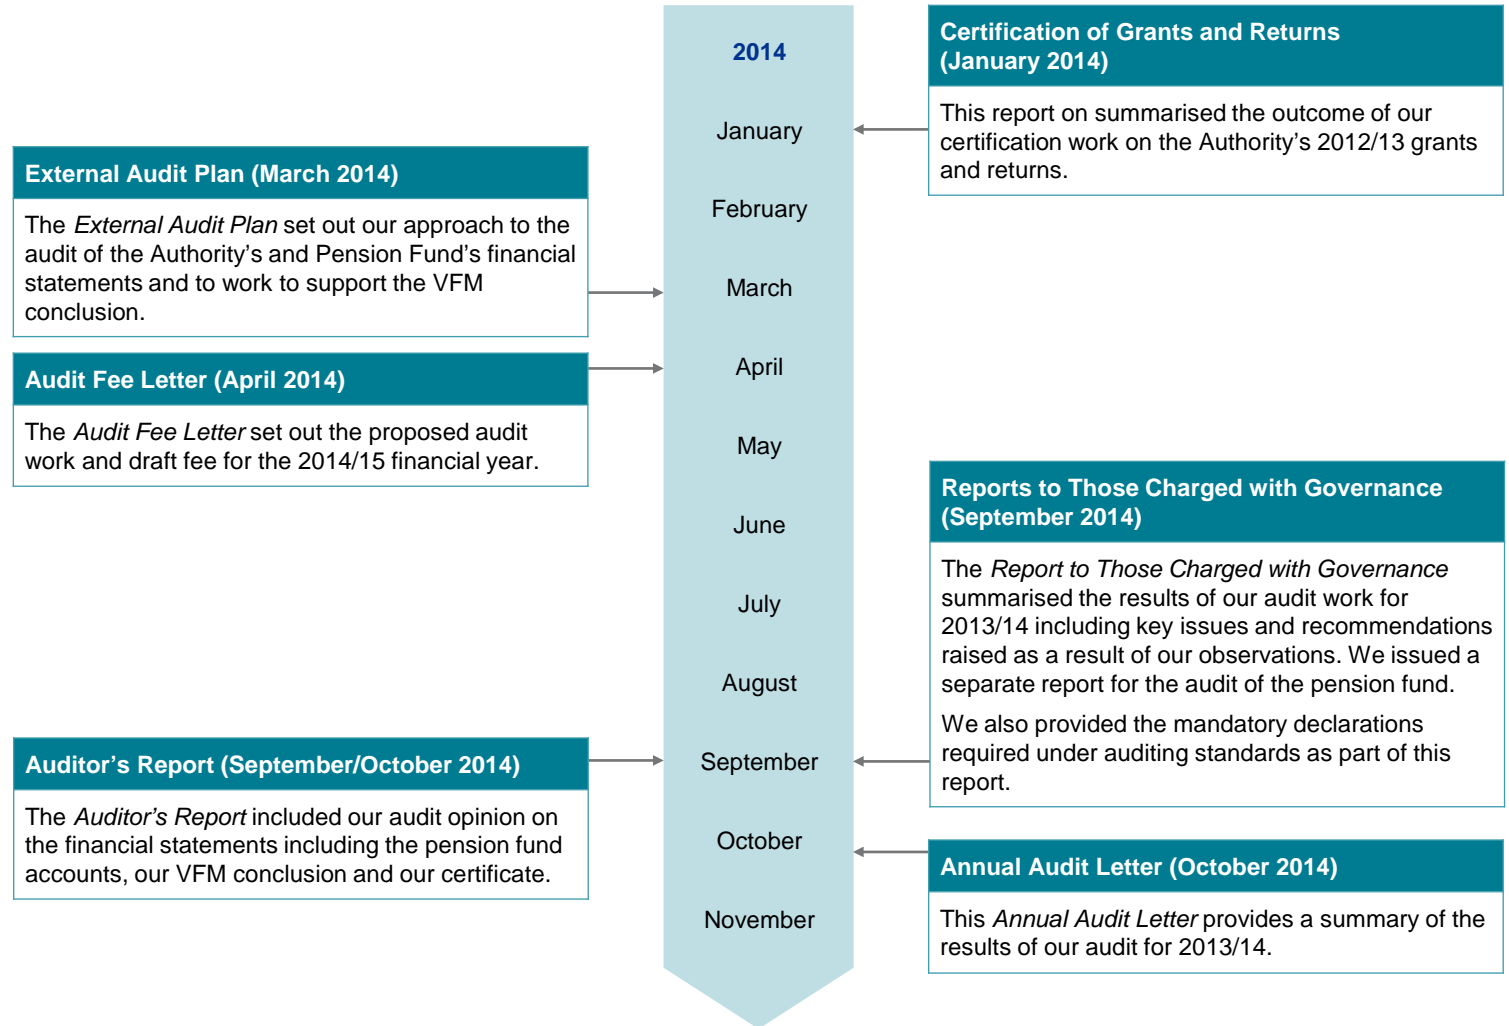 2014
January
February
March
April
May
June
July
August
September
October
November
External Audit Plan (March 2014)
The External Audit Plan set out our approach to the
audit of the Authority's and Pension Fund's financial
statements and to work to support the VFM
conclusion.
Audit Fee Letter (April 2014)
The Audit Fee Letter set out the proposed audit
work and draft fee for the 2014/15 financial year.
Auditor's Report (September/October 2014)
The Auditor's Report included our audit opinion on
the financial statements including the pension fund
accounts, our VFM conclusion and our certificate.
Certification of Grants and Returns
(January 2014)
This report on summarised the outcome of our
certification work on the Authority's 2012/13 grants
and returns.
Reports to Those Charged with Governance
(September 2014)
The Report to Those Charged with Governance
summarised the results of our audit work for
2013/14 including key issues and recommendations
raised as a result of our observations. We issued a
separate report for the audit of the pension fund.
We also provided the mandatory declarations
required under auditing standards as part of this
report.
Annual Audit Letter (October 2014)
This Annual Audit Letter provides a summary of the
results of our audit for 2013/14.